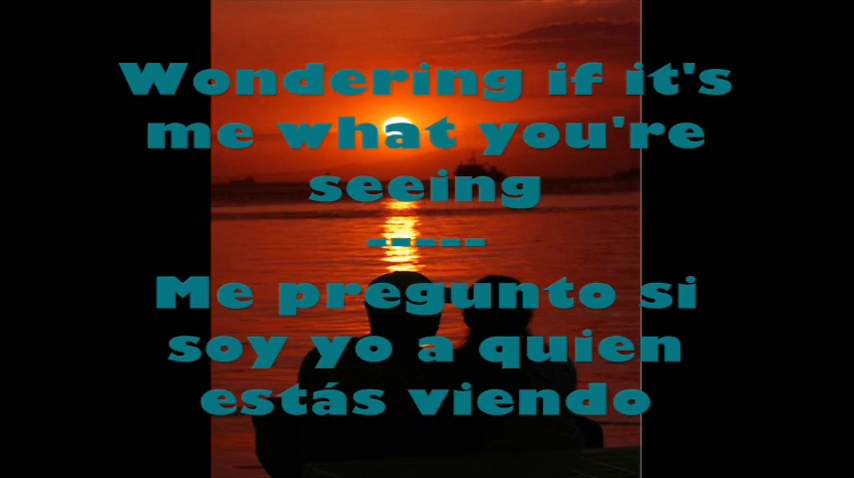 Wondering if it's
me what you're
seeing
-----
Me pregunto si
soy yo a quien
estás viendo